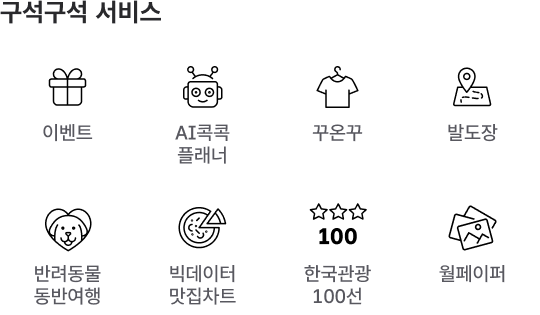 구석구석 서비스
이벤트
AI콕콕
플래너
꾸온꾸
발도장
반려동물
동반여행
빅데이터
맛집차트
100
한국관광
100선
월페이퍼